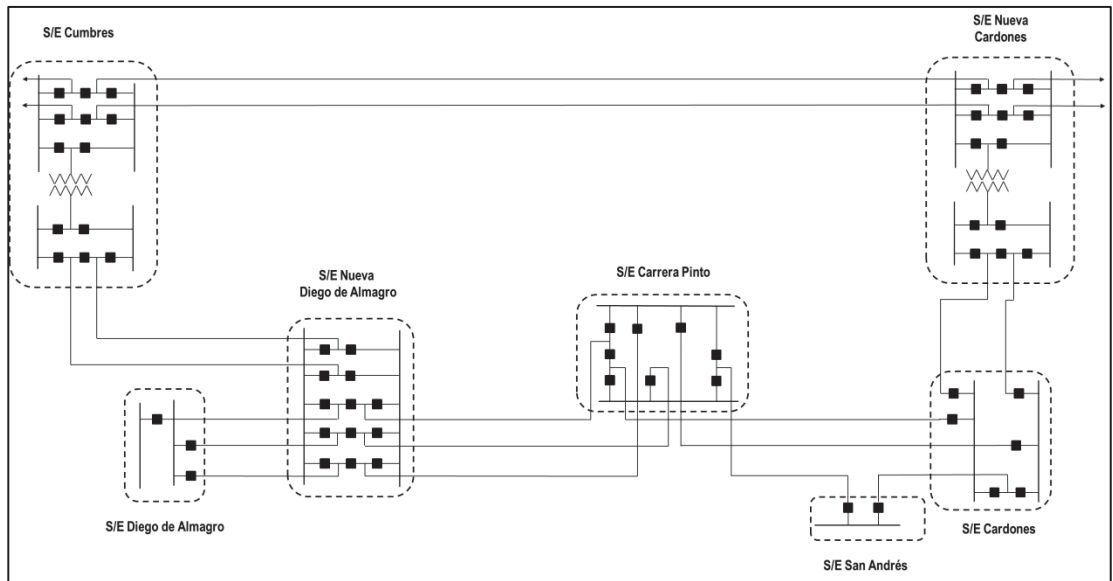 S/E Cumbres
S/E Nueva
Cardones
S/E Nueva
Diego de Almagro
S/E Carrera Pinto
S/E Diego de Almagro
S/E Cardones
S/E San Andrés